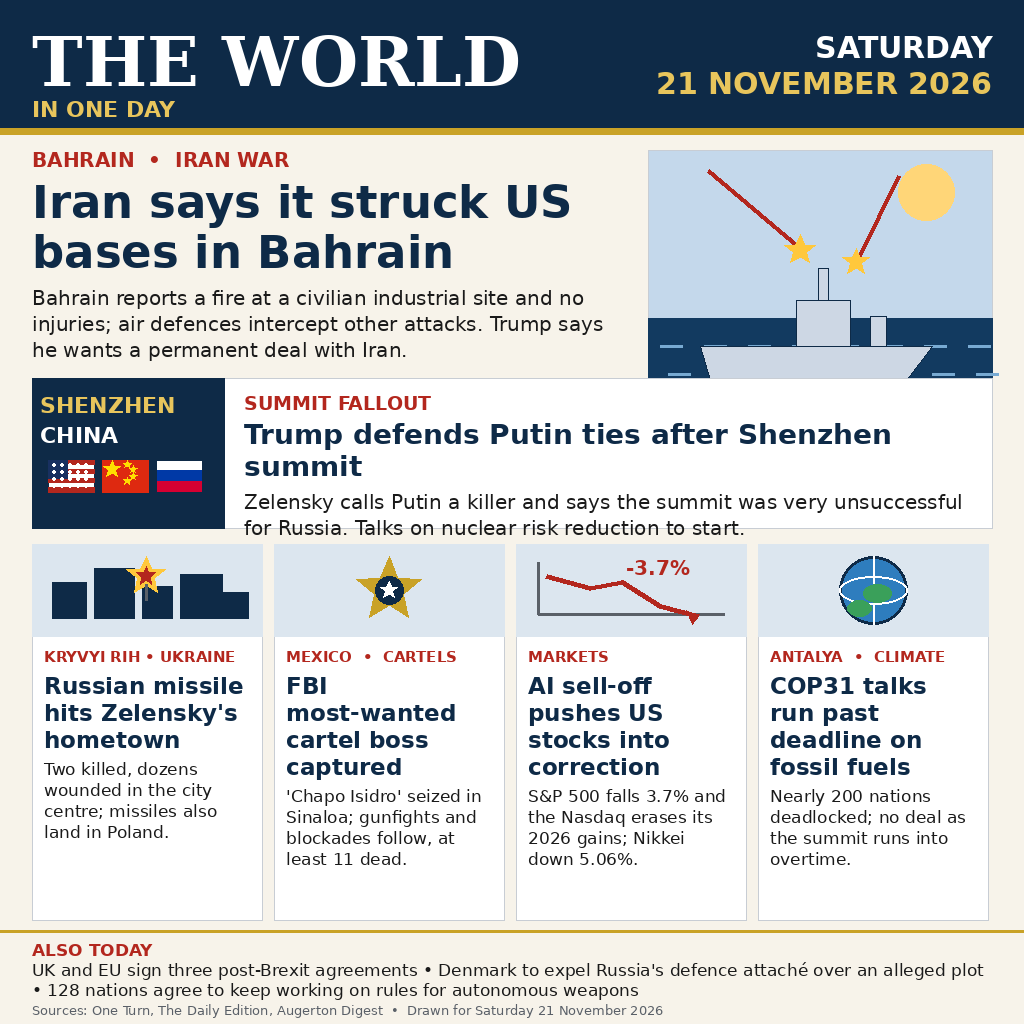 THE WORLD
IN ONE DAY
SATURDAY
21 NOVEMBER 2026
BAHRAIN • IRAN WAR
Iran says it struck US
bases in Bahrain
Bahrain reports a fire at a civilian industrial site and no
injuries; air defences intercept other attacks. Trump says
he wants a permanent deal with Iran.
SHENZHEN
CHINA
SUMMIT FALLOUT
Trump defends Putin ties after Shenzhen
summit
Zelensky calls Putin a killer and says the summit was very unsuccessful
for Russia. Talks on nuclear risk reduction to start.
KRYVYI RIH • UKRAINE
Russian missile
hits Zelensky's
hometown
Two killed, dozens
wounded in the city
centre; missiles also
land in Poland.
MEXICO • CARTELS
FBI
most-wanted
cartel boss
captured
'Chapo Isidro' seized in
Sinaloa; gunfights and
blockades follow, at
least 11 dead.
-3.7%
MARKETS
AI sell-off
pushes US
stocks into
correction
S&P 500 falls 3.7% and
the Nasdaq erases its
2026 gains; Nikkei
down 5.06%.
ANTALYA • CLIMATE
COP31 talks
run past
deadline on
fossil fuels
Nearly 200 nations
deadlocked; no deal as
the summit runs into
overtime.
ALSO TODAY
UK and EU sign three post-Brexit agreements • Denmark to expel Russia's defence attaché over an alleged plot
• 128 nations agree to keep working on rules for autonomous weapons
Sources: One Turn, The Daily Edition, Augerton Digest • Drawn for Saturday 21 November 2026